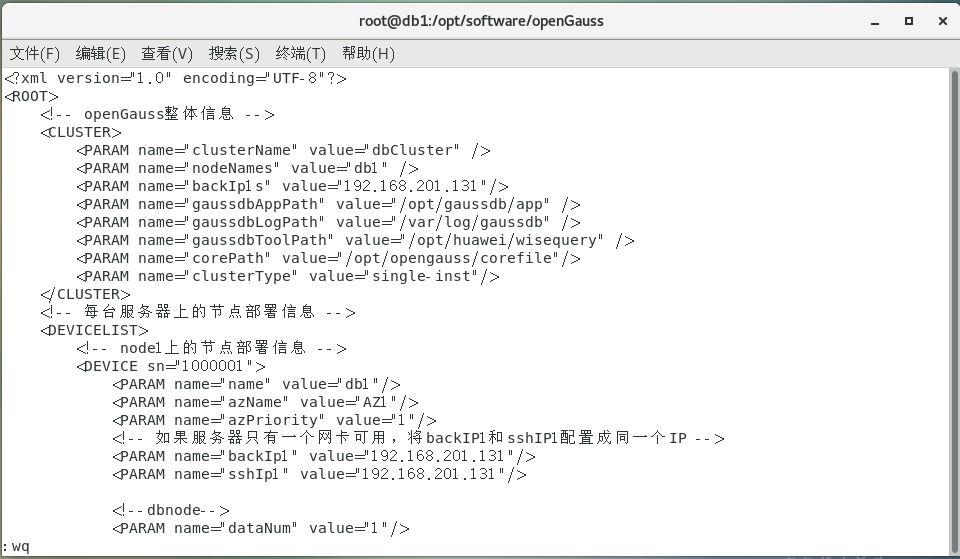 root@db1:/opt/software/openGauss
文件(F) 编辑(E) 查看(V) 搜索(S) 终端(T) 帮助(H)
<?xml version="1.0" encoding="UTF-8"?>
<ROOT>
<!-- openGauss整体信息 -->
<CLUSTER>
<PARAM name="clusterName" value="dbCluster" />
<PARAM name="nodeNames" value="db1" />
<PARAM name="backIp1s" value="192.168.201.131"/>
<PARAM name="gaussdbAppPath" value="/opt/gaussdb/app" />
<PARAM name="gaussdbLogPath" value="/var/log/gaussdb" />
<PARAM name="gaussdbToolPath" value="/opt/huawei/wisequery" />
<PARAM name="corePath" value="/opt/opengauss/corefile"/>
<PARAM name="clusterType" value="single-inst"/>
</CLUSTER>
<!-- 每台服务器上的节点部署信息 -->
<DEVICELIST>
<!-- node1上的节点部署信息 -->
<DEVICE sn="1000001">
<PARAM name="name" value="db1"/>
<PARAM name="azName" value="AZ1"/>
<PARAM name="azPriority" value="1"/>
<!-- 如果服务器只有一个网卡可用，将backIP1和sshIP1配置成同一个IP -->
<PARAM name="backIp1" value="192.168.201.131"/>
<PARAM name="sshIp1" value="192.168.201.131"/>
<!--dbnode-->
<PARAM name="dataNum" value="1"/>
:wq